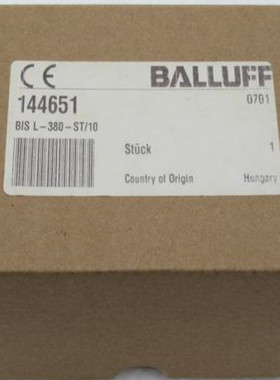 CE BALLUFF
144651 0701
BIS L-380-ST/10
Stück 1
Country of Origin Hungary